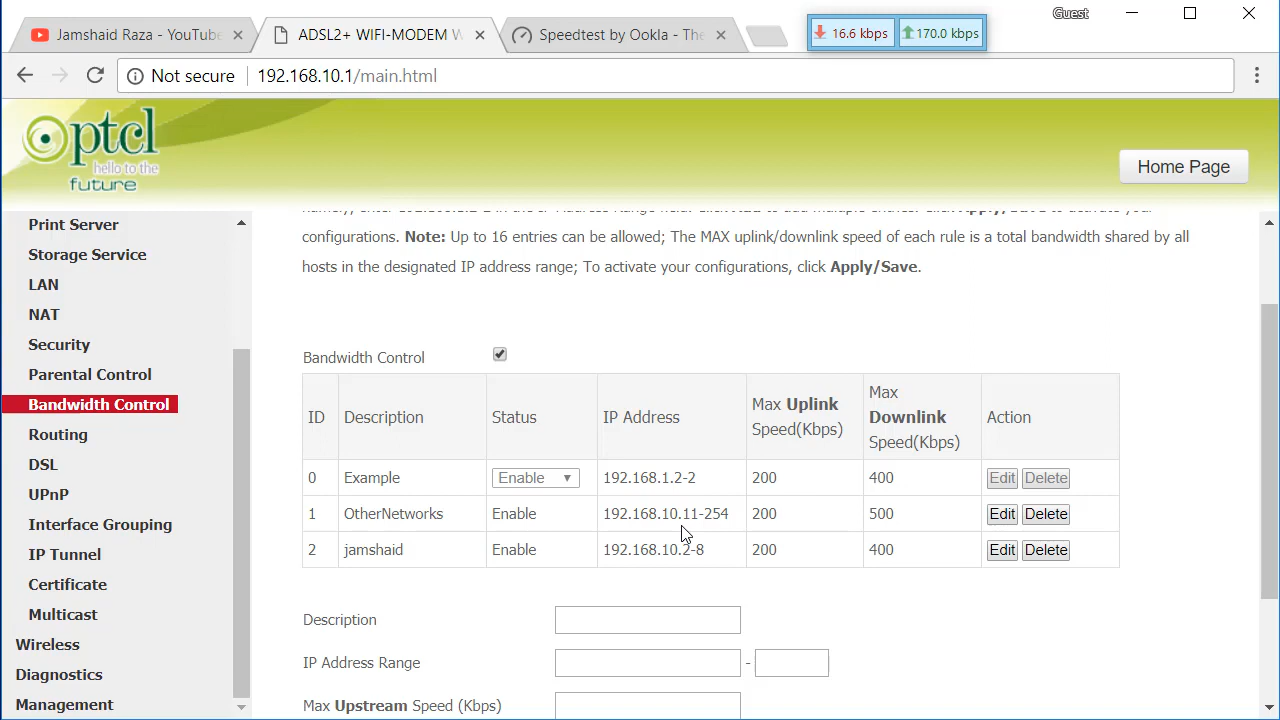 Guest
Jamshaid Raza - YouTube
ADSL2+ WIFI-MODEM W
Speedtest by Ookla - The
16.6 kbps
170.0 kbps
Not secure
192.168.10.1/main.html
ptcl
hello to the
future
Home Page
configurations. Note: Up to 16 entries can be allowed; The MAX uplink/downlink speed of each rule is a total bandwidth shared by all
hosts in the designated IP address range; To activate your configurations, click Apply/Save.
Print Server
Storage Service
LAN
NAT
Security
Parental Control
Bandwidth Control
Routing
DSL
UPnP
Interface Grouping
IP Tunnel
Certificate
Multicast
Wireless
Diagnostics
Management
Bandwidth Control
ID Description Status IP Address Max Uplink Speed(Kbps) Max Downlink Speed(Kbps) Action
0 Example Enable 192.168.1.2-2 200 400 Edit Delete
1 OtherNetworks Enable 192.168.10.11-254 200 500 Edit Delete
2 jamshaid Enable 192.168.10.2-8 200 400 Edit Delete
Description
IP Address Range -
Max Upstream Speed (Kbps)